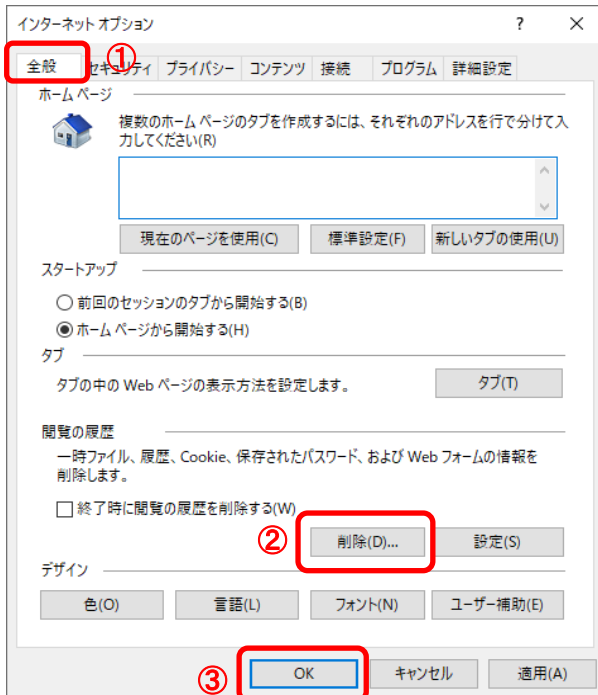 インターネット オプション ? ×
全般 セキュリティ プライバシー コンテンツ 接続 プログラム 詳細設定
①
ホーム ページ
複数のホーム ページのタブを作成するには、それぞれのアドレスを行で分けて入
力してください(R)
現在のページを使用(C) 標準設定(F) 新しいタブの使用(U)
スタートアップ
前回のセッションのタブから開始する(B)
ホーム ページから開始する(H)
タブ
タブの中の Web ページの表示方法を設定します。 タブ(T)
閲覧の履歴
一時ファイル、履歴、Cookie、保存されたパスワード、および Web フォームの情報を
削除します。
終了時に閲覧の履歴を削除する(W)
② 削除(D)... 設定(S)
デザイン
色(O) 言語(L) フォント(N) ユーザー補助(E)
③ OK キャンセル 適用(A)